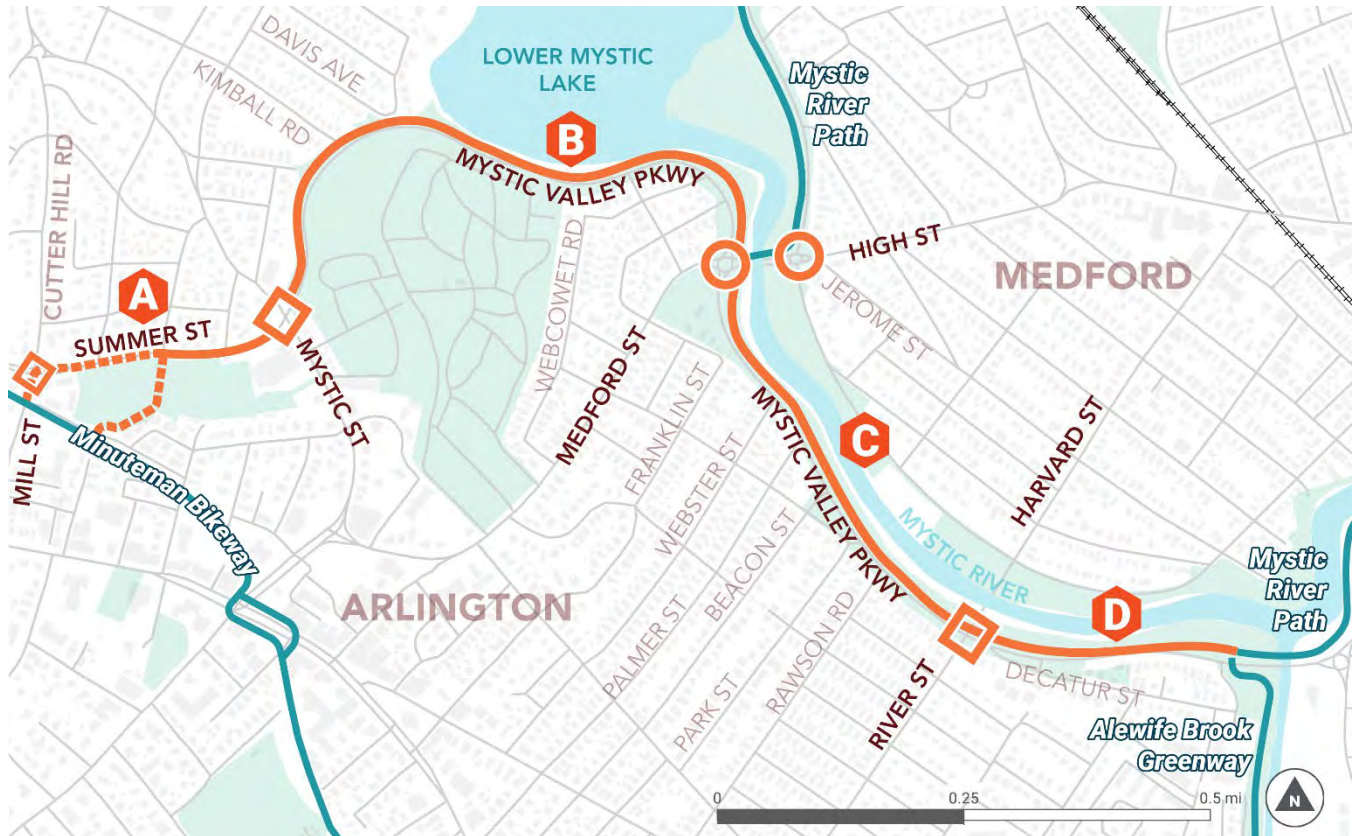 DAVIS AVE
KIMBALL RD
LOWER MYSTIC
LAKE
Mystic
River
Path
B
MYSTIC VALLEY PKWY
CUTTER HILL RD
A
SUMMER ST
MYSTIC ST
WEBCOWET RD
HIGH ST
MEDFORD
JEROME ST
MILL ST
Minuteman Bikeway
MEDFORD ST
FRANKLIN ST
MYSTIC VALLEY PKWY
C
HARVARD ST
WEBSTER ST
BEACON ST
MYSTIC RIVER
ARLINGTON
PALMER ST
PARK ST
RAWSON RD
RIVER ST
D
Mystic
River
Path
DECATUR ST
Alewife Brook
Greenway
0 0.25 0.5 mi
N